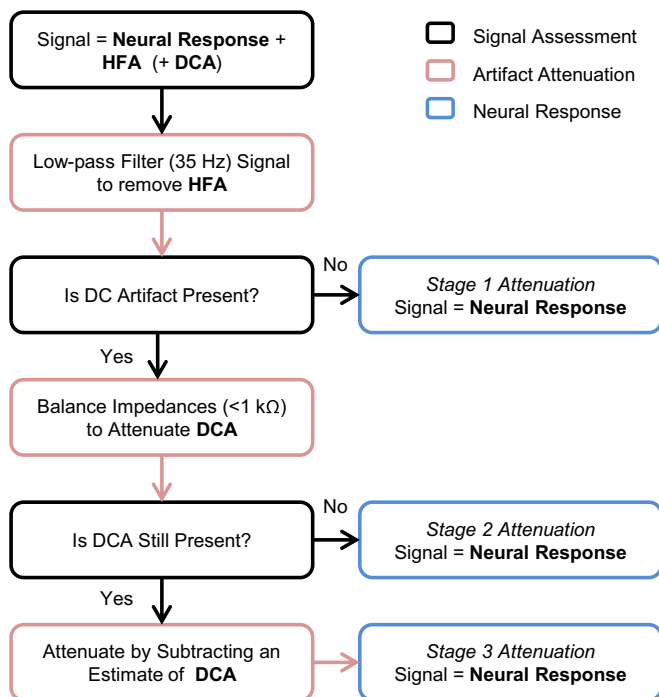 Signal = Neural Response +
HFA (+ DCA)
Signal Assessment
Artifact Attenuation
Neural Response
Low-pass Filter (35 Hz) Signal
to remove HFA
Is DC Artifact Present?
No
Stage 1 Attenuation
Signal = Neural Response
Yes
Balance Impedances (<1 kΩ)
to Attenuate DCA
Is DCA Still Present?
No
Stage 2 Attenuation
Signal = Neural Response
Yes
Attenuate by Subtracting an
Estimate of DCA
Stage 3 Attenuation
Signal = Neural Response